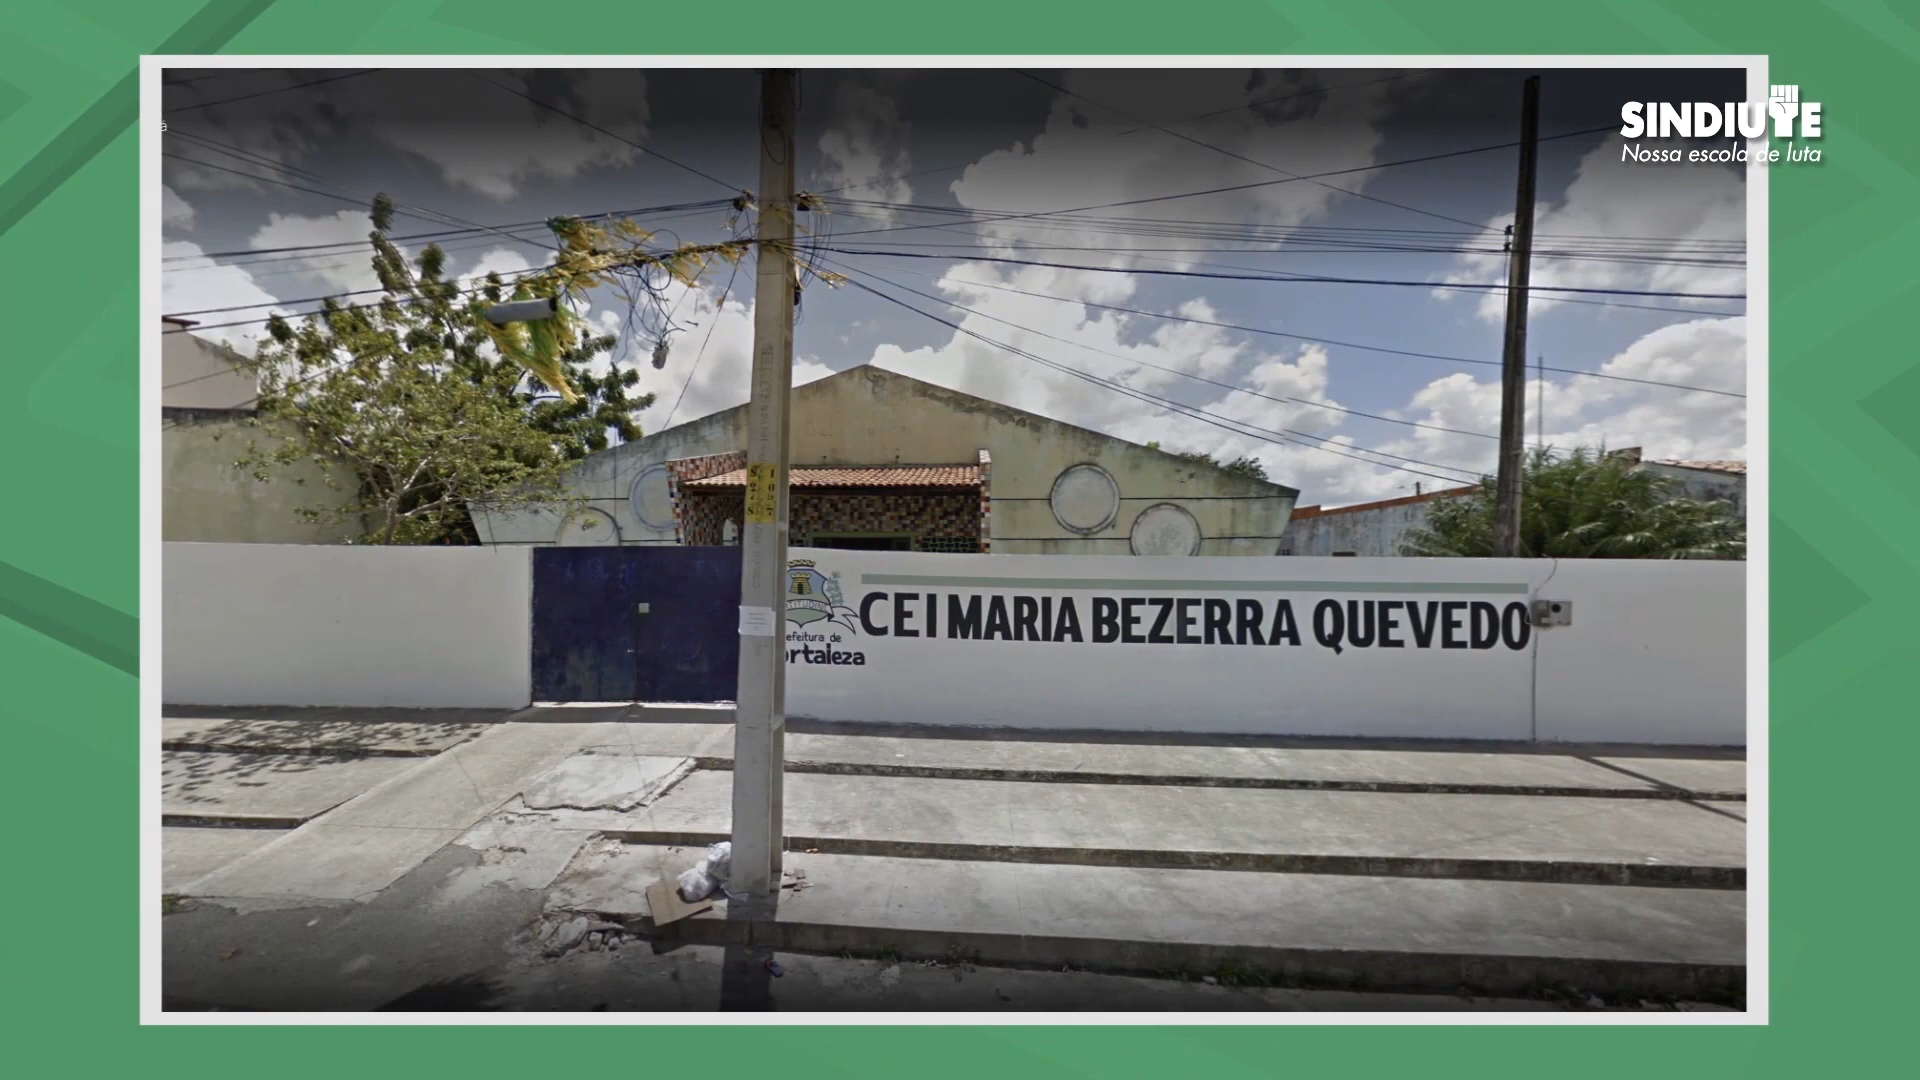 SINDIUTE
Nossa escola de luta
CEI MARIA BEZERRA QUEVEDO
efeitura de
ortaleza